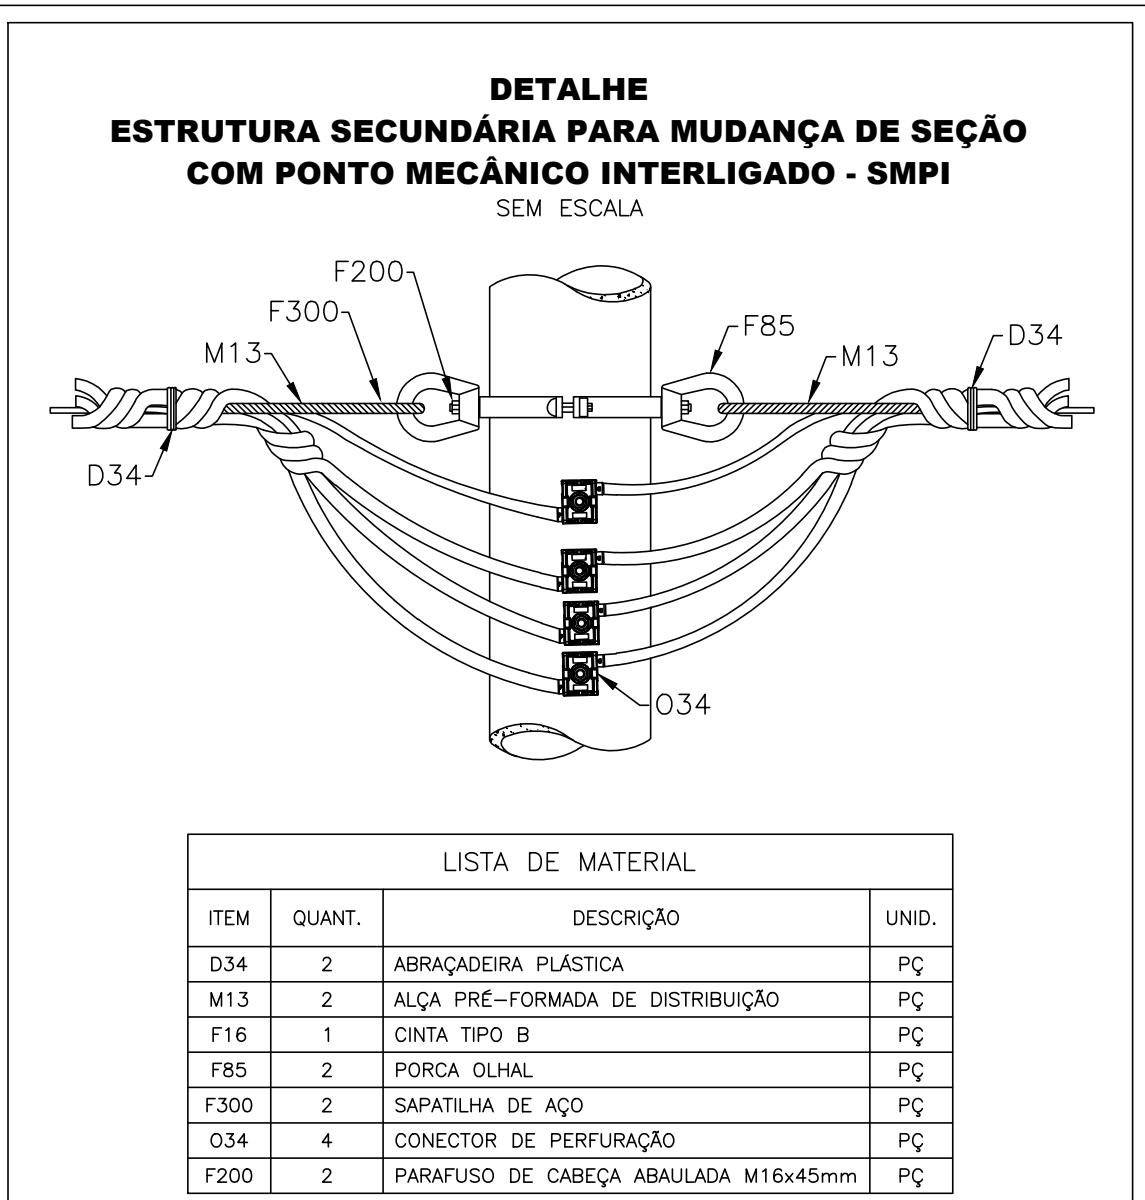 DETALHE
ESTRUTURA SECUNDÁRIA PARA MUDANÇA DE SEÇÃO
COM PONTO MECÂNICO INTERLIGADO - SMPI
SEM ESCALA
F200
F300
M13
F85
M13
D34
D34
O34
LISTA DE MATERIAL
ITEM QUANT. DESCRIÇÃO UNID.
D34 2 ABRAÇADEIRA PLÁSTICA PÇ
M13 2 ALÇA PRÉ-FORMADA DE DISTRIBUIÇÃO PÇ
F16 1 CINTA TIPO B PÇ
F85 2 PORCA OLHAL PÇ
F300 2 SAPATILHA DE AÇO PÇ
O34 4 CONECTOR DE PERFURAÇÃO PÇ
F200 2 PARAFUSO DE CABEÇA ABAULADA M16x45mm PÇ